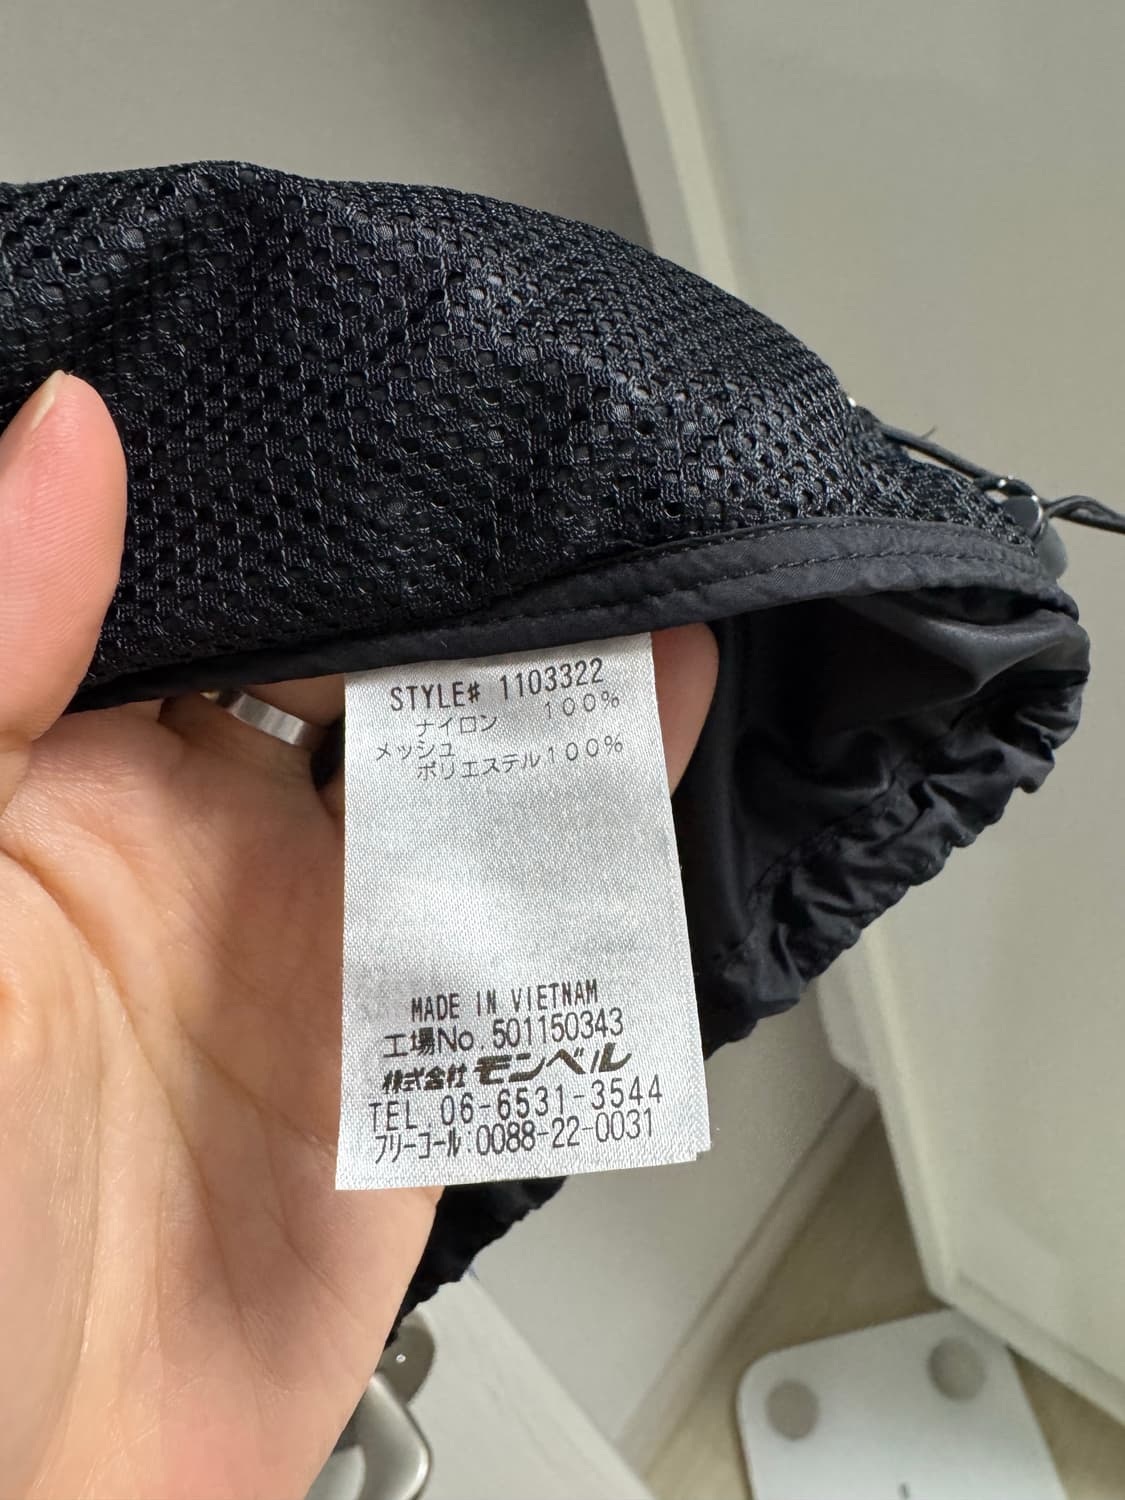 STYLE# 1103322
ナイロン 100%
メッシュ
ポリエステル100%
MADE IN VIETNAM
工場No.501150343
株式会社 モンベル
TEL 06-6531-3544
フリーコール:0088-22-0031